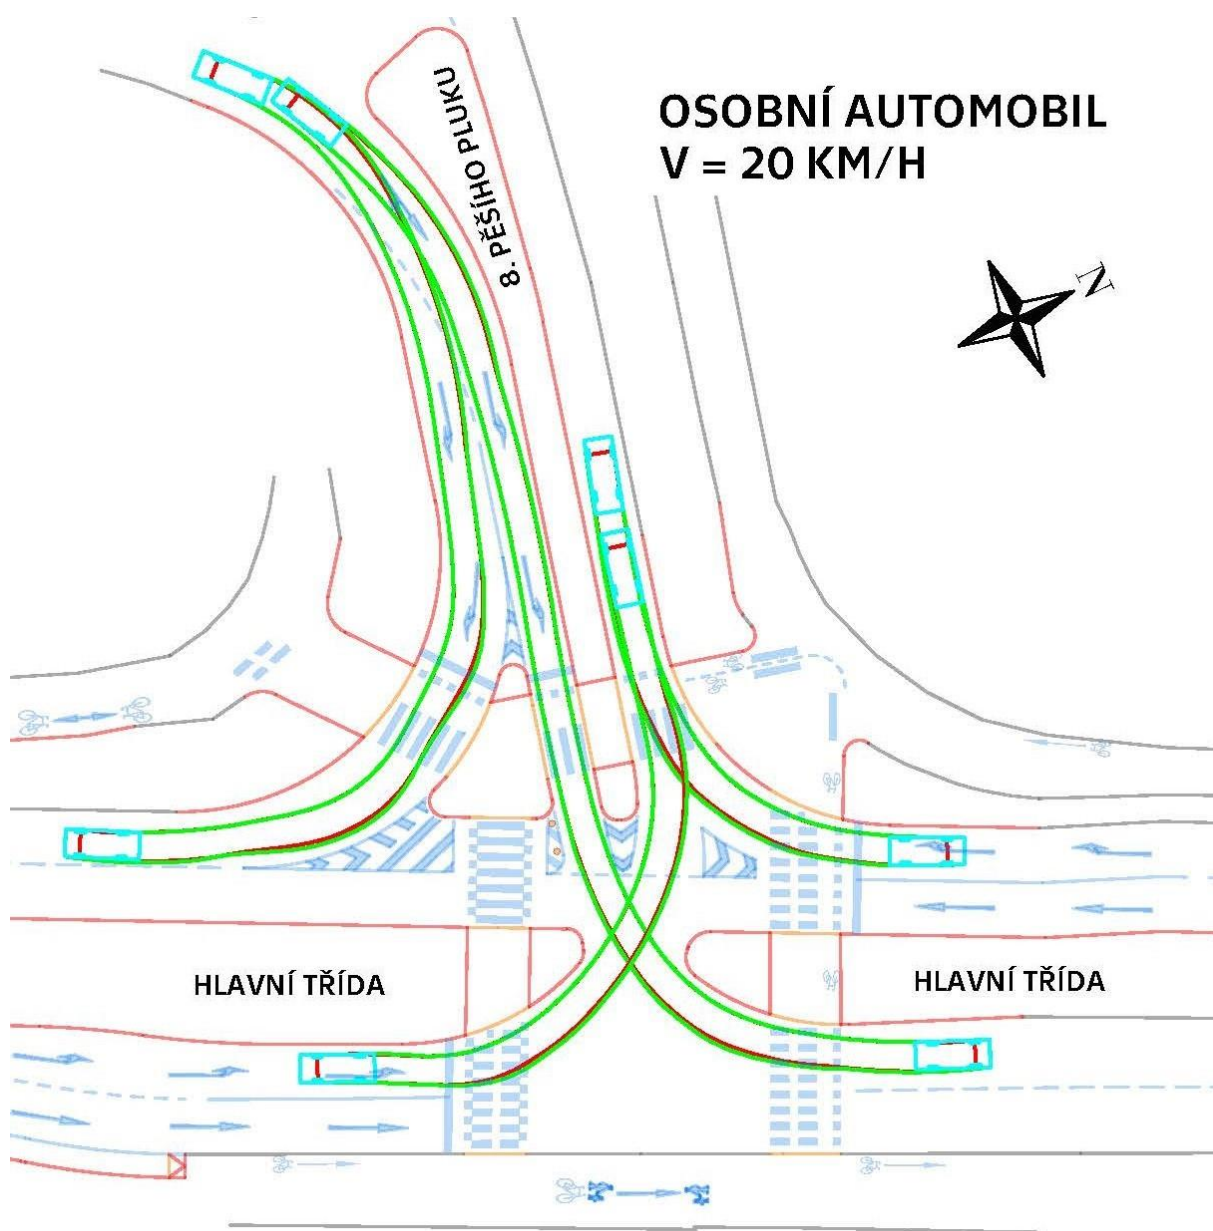 8. PĚŠÍHO PLUKU
OSOBNÍ AUTOMOBIL
V = 20 KM/H
N
HLAVNÍ TŘÍDA
HLAVNÍ TŘÍDA